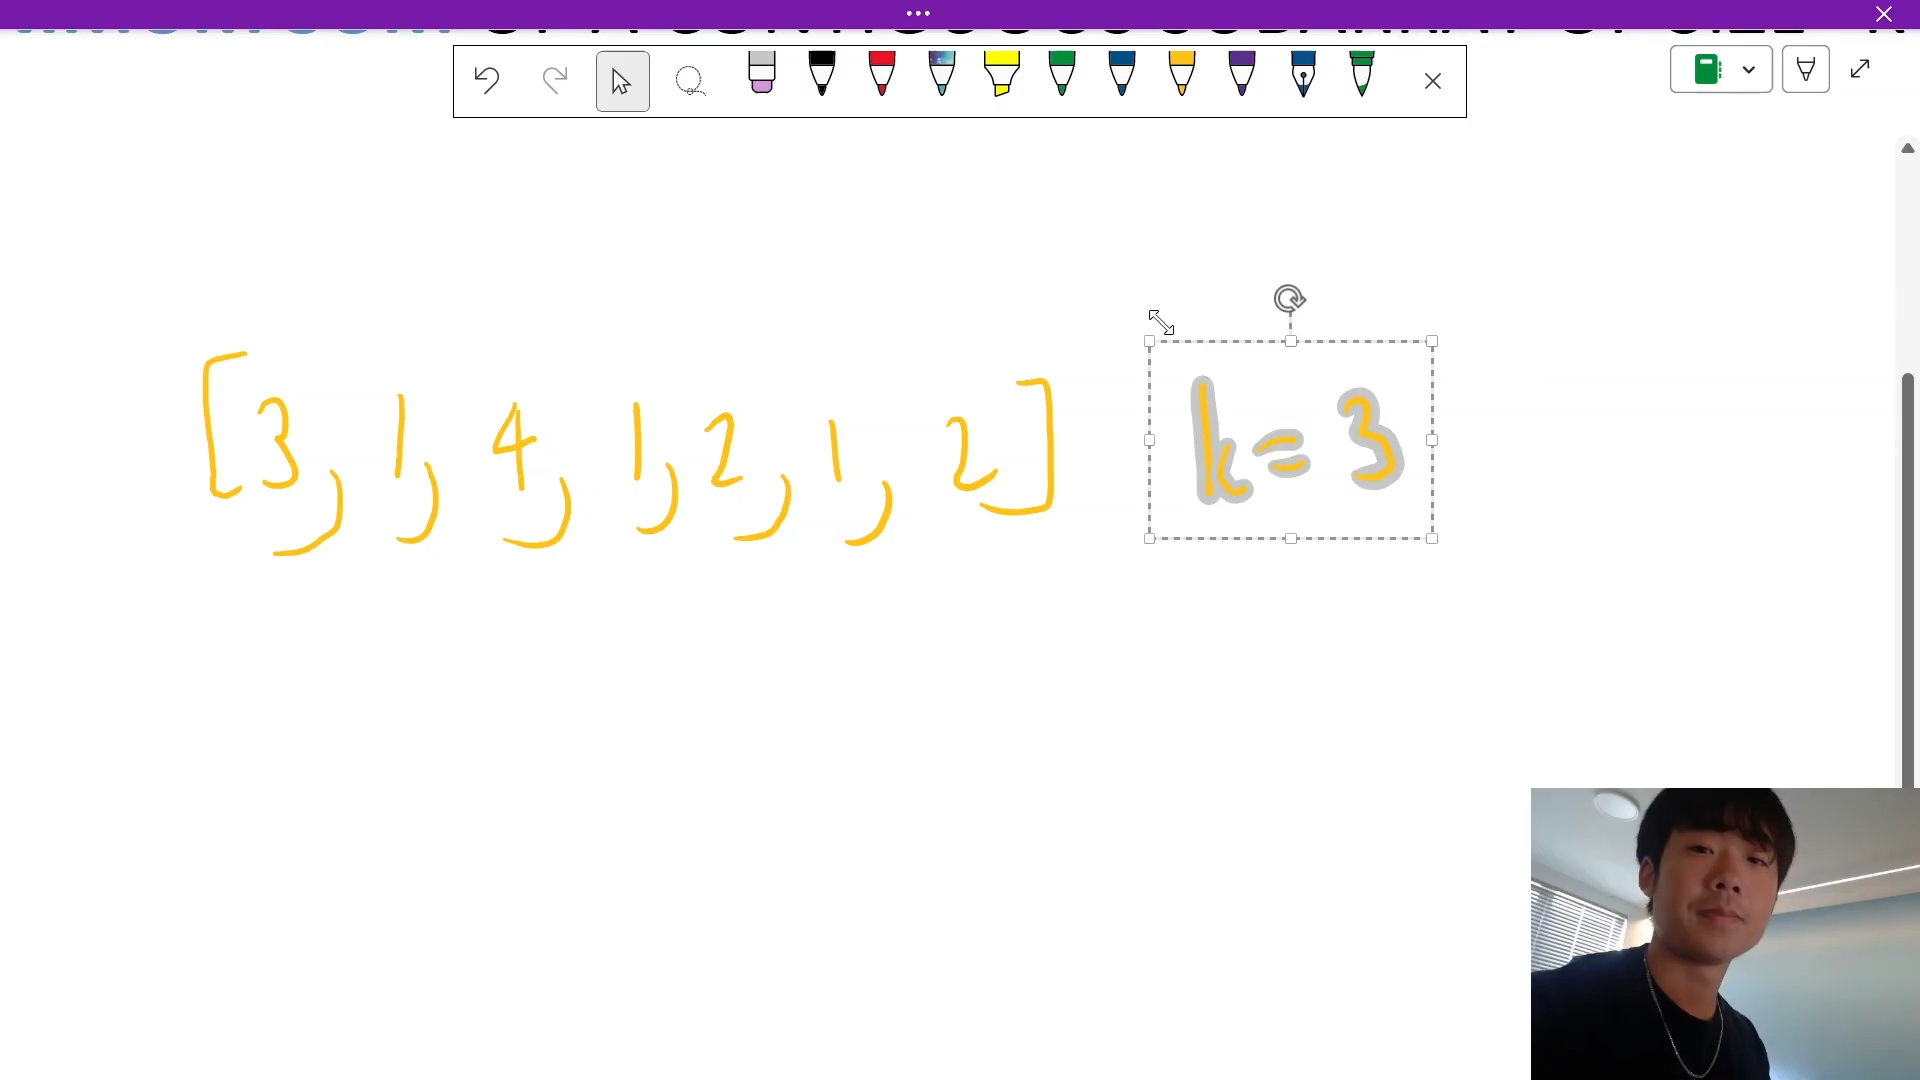 [3, 1, 4, 1, 2, 1, 2] k = 3